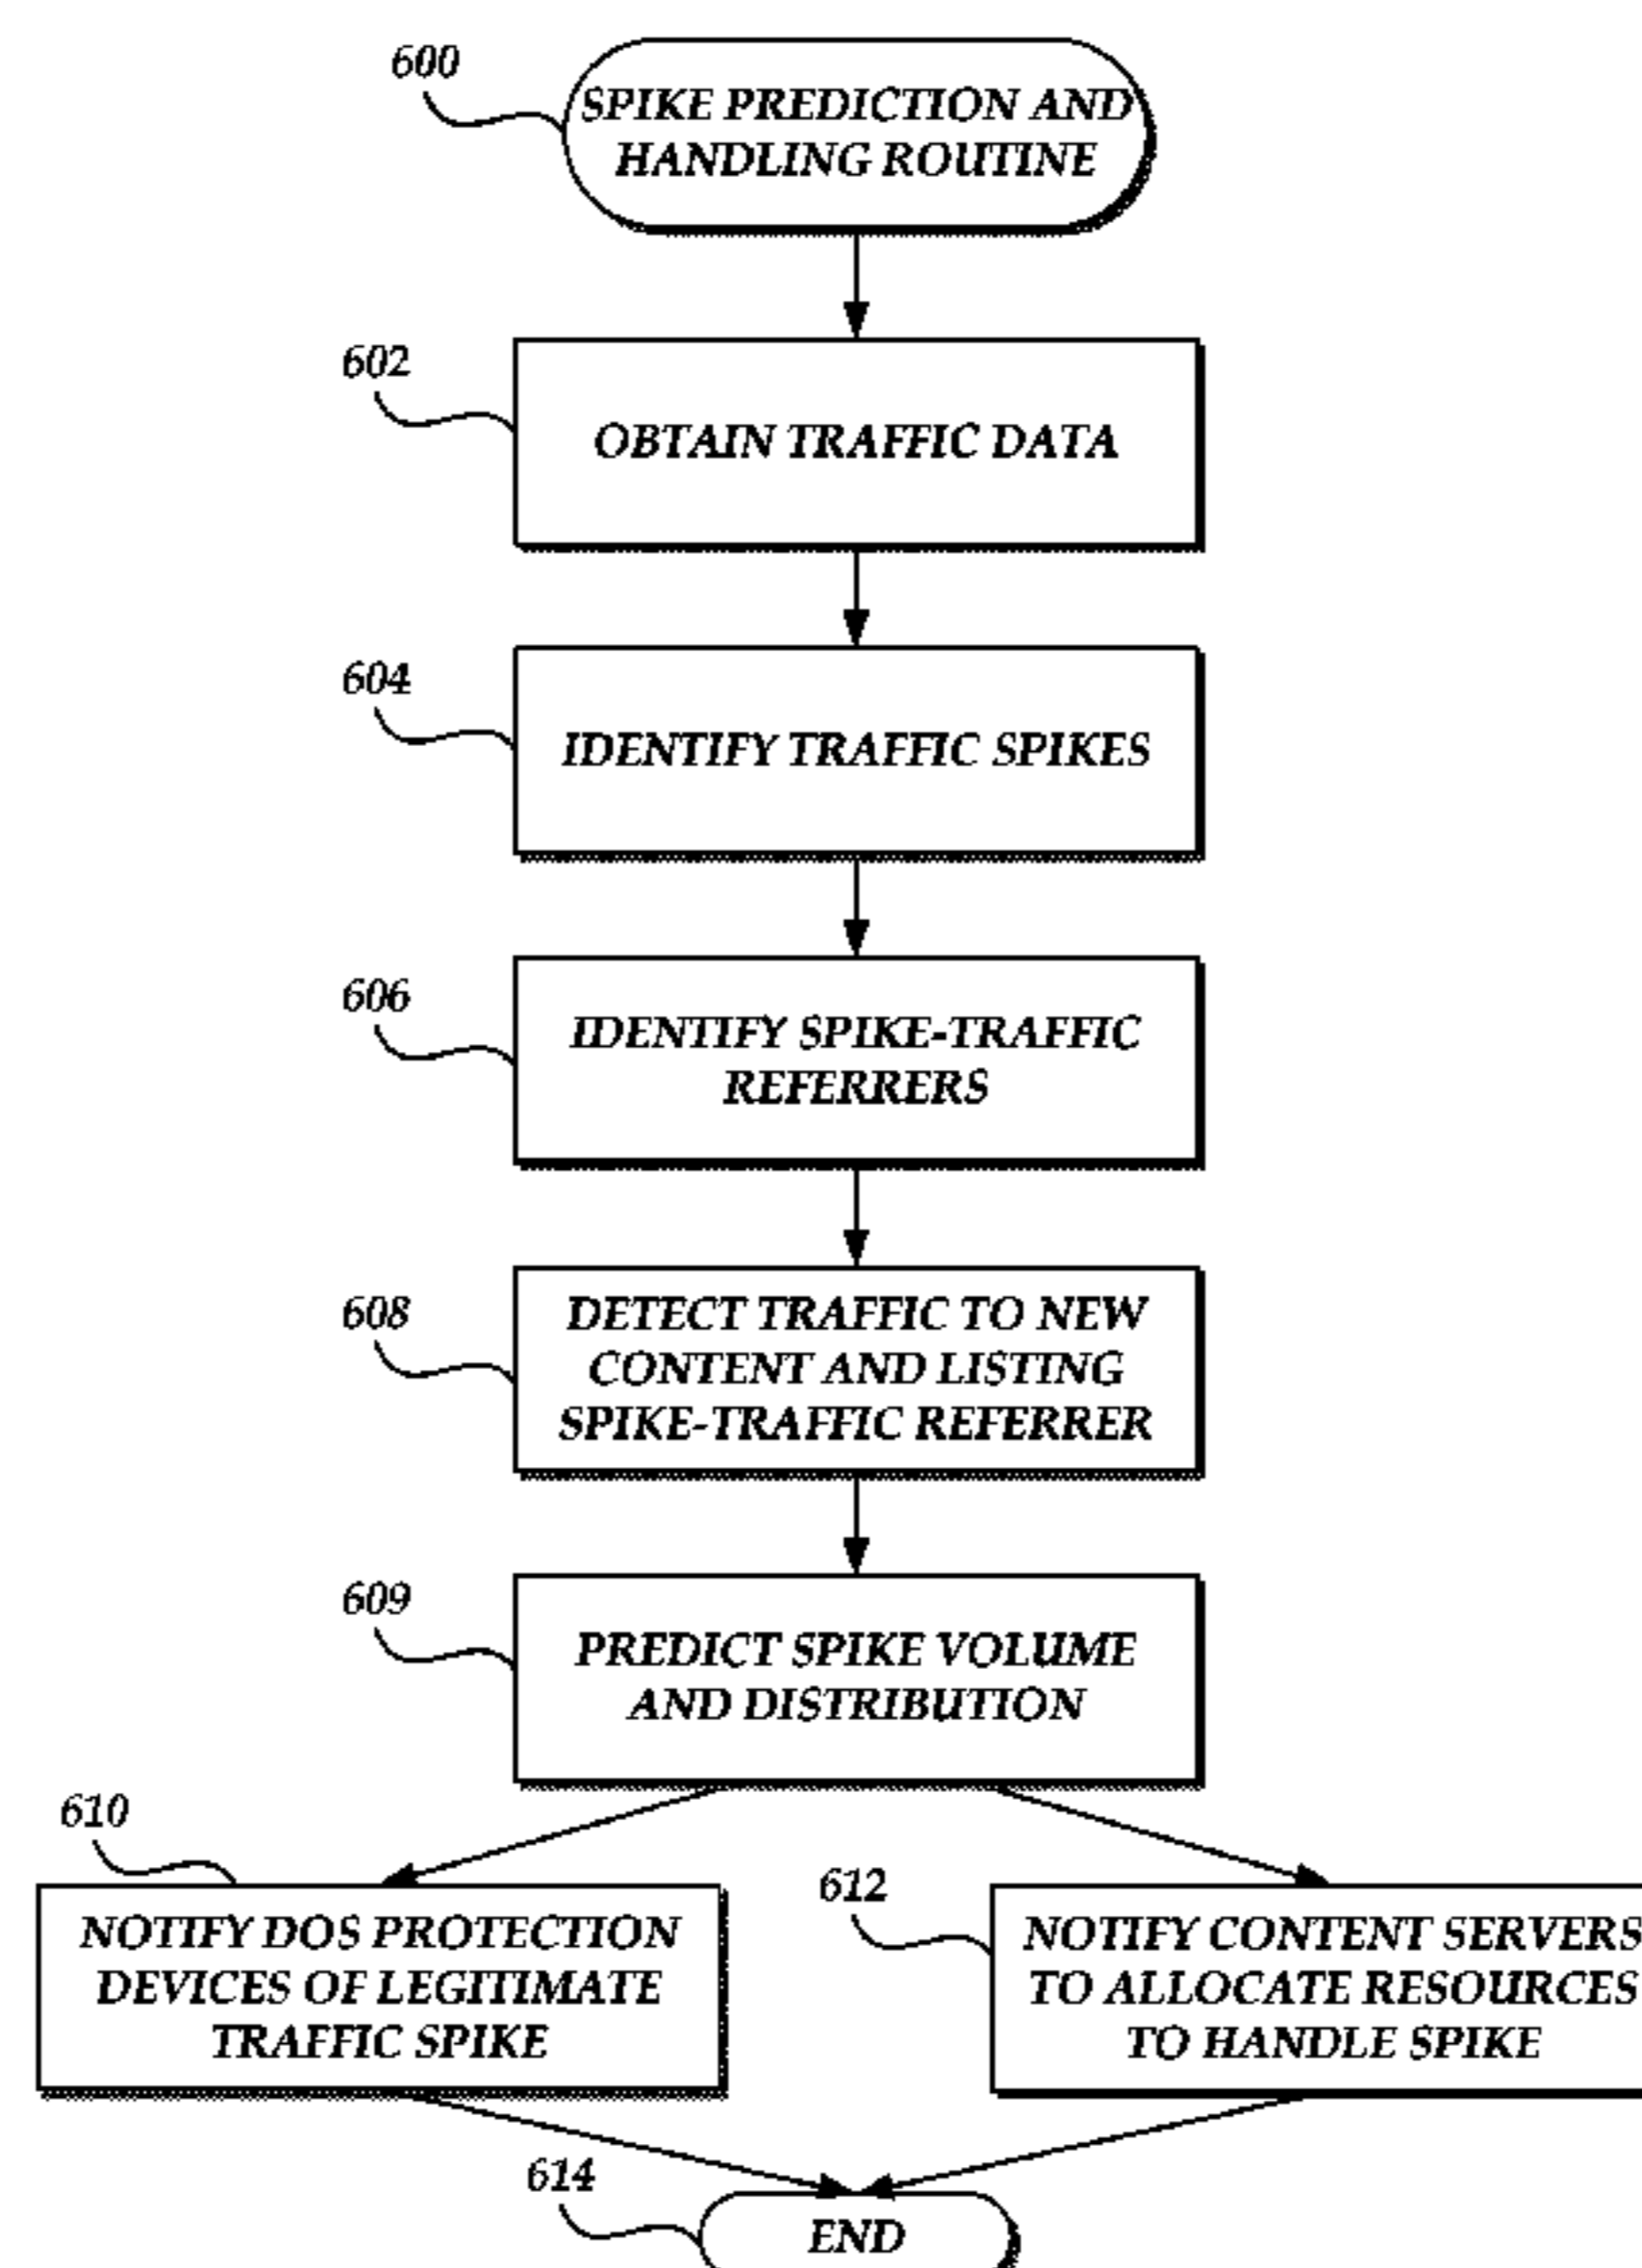 600
SPIKE PREDICTION AND
HANDLING ROUTINE
602
OBTAIN TRAFFIC DATA
604
IDENTIFY TRAFFIC SPIKES
606
IDENTIFY SPIKE-TRAFFIC
REFERRERS
608
DETECT TRAFFIC TO NEW
CONTENT AND LISTING
SPIKE-TRAFFIC REFERRER
609
PREDICT SPIKE VOLUME
AND DISTRIBUTION
610
NOTIFY DOS PROTECTION
DEVICES OF LEGITIMATE
TRAFFIC SPIKE
612
NOTIFY CONTENT SERVERS
TO ALLOCATE RESOURCES
TO HANDLE SPIKE
614
END